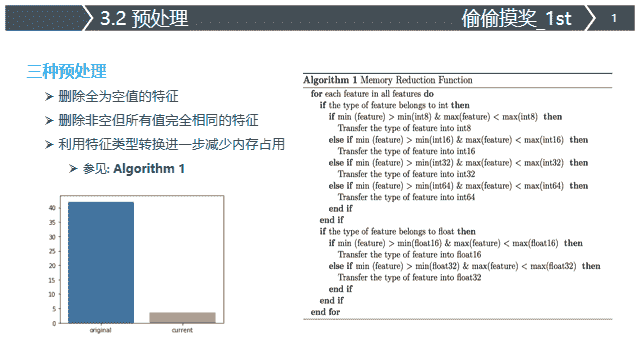 3.2 预处理
偷偷摸奖_1st
1
三种预处理
➢ 删除全为空值的特征
➢ 删除非空但所有值完全相同的特征
➢ 利用特征类型转换进一步减少内存占用
➢ 参见: Algorithm 1
40
35
30
25
20
15
10
5
0
original
current
Algorithm 1 Memory Reduction Function
for each feature in all features do
if the type of feature belongs to int then
if min (feature) > min(int8) & max(feature) < max(int8) then
Transfer the type of feature into int8
else if min (feature) > min(int16) & max(feature) < max(int16) then
Transfer the type of feature into int16
else if min (feature) > min(int32) & max(feature) < max(int32) then
Transfer the type of feature into int32
else if min (feature) > min(int64) & max(feature) < max(int64) then
Transfer the type of feature into int64
end if
end if
if the type of feature belongs to float then
if min (feature) > min(float16) & max(feature) < max(float16) then
Transfer the type of feature into float16
else if min (feature) > min(float32) & max(feature) < max(float32) then
Transfer the type of feature into float32
end if
end if
end for